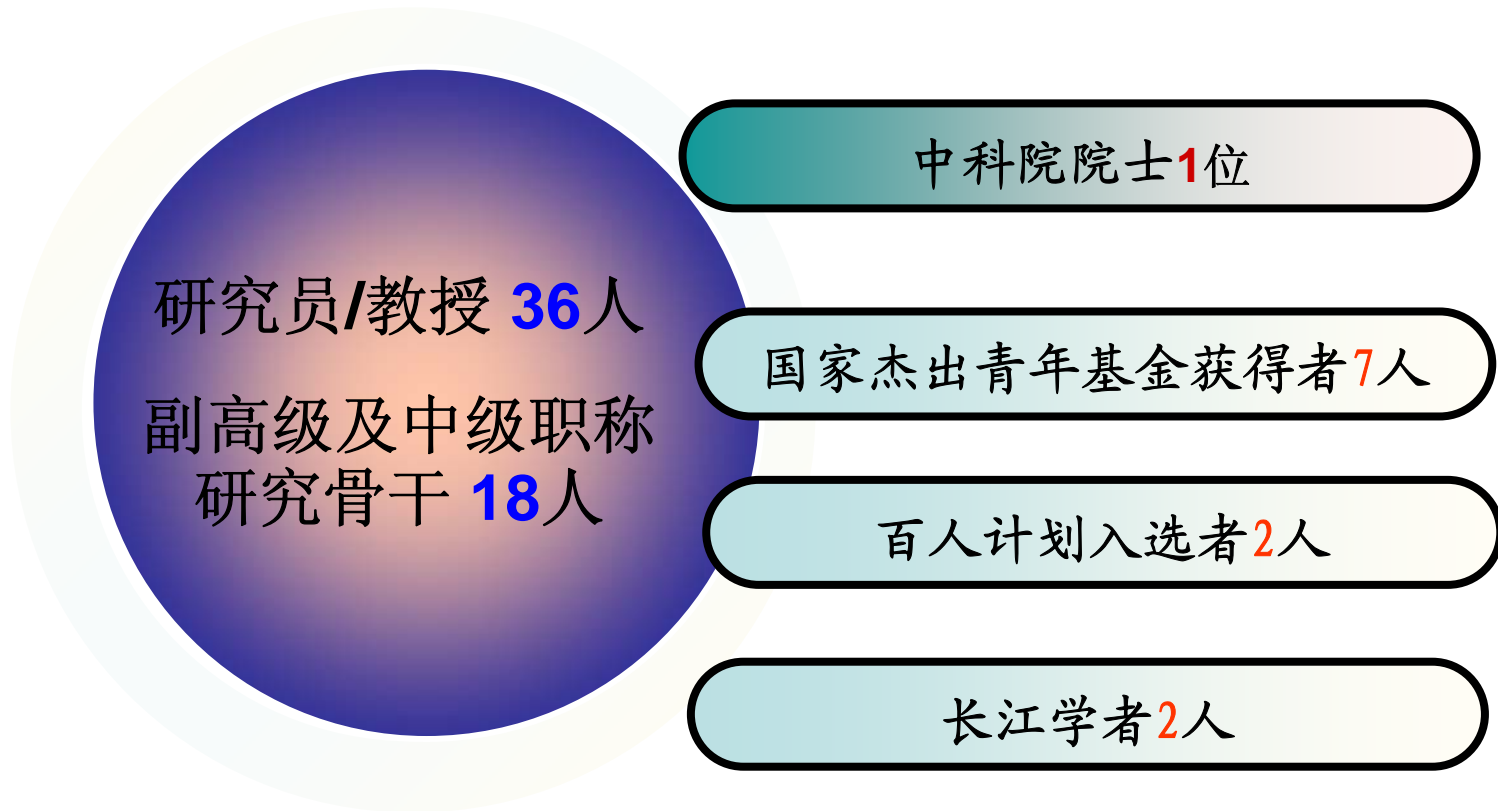 研究员/教授 36人
副高级及中级职称
研究骨干 18人
中科院院士1位
国家杰出青年基金获得者7人
百人计划入选者2人
长江学者2人